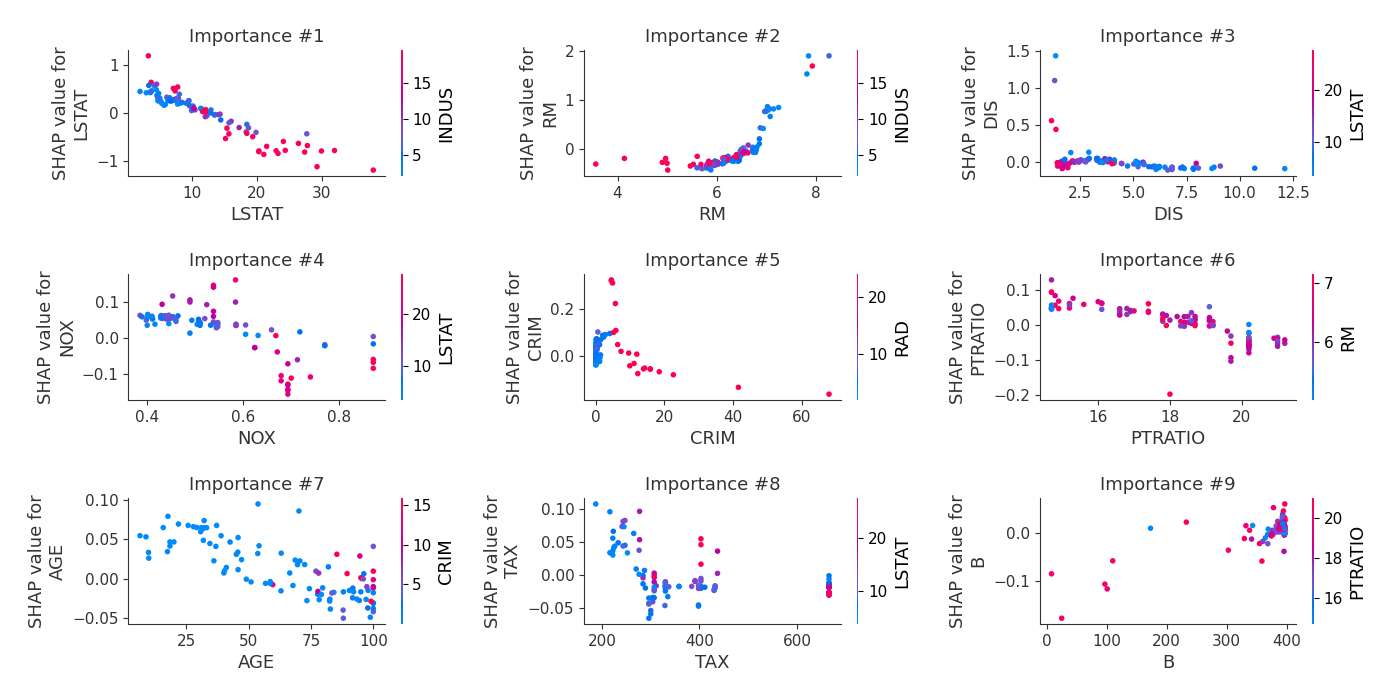 Importance #1
SHAP value for
LSTAT
1
0
−1
10
20
30
LSTAT
15
10
5
INDUS
Importance #2
SHAP value for
RM
2
1
0
4
6
8
RM
15
10
5
INDUS
Importance #3
SHAP value for
DIS
1.5
1.0
0.5
0.0
2.5
5.0
7.5
10.0
12.5
DIS
20
10
LSTAT
Importance #4
SHAP value for
NOX
0.1
0.0
−0.1
0.4
0.6
0.8
NOX
20
10
LSTAT
Importance #5
SHAP value for
CRIM
0.2
0.0
0
20
40
60
CRIM
20
10
RAD
Importance #6
SHAP value for
PTRATIO
0.1
0.0
−0.1
−0.2
16
18
20
PTRATIO
7
6
RM
Importance #7
SHAP value for
AGE
0.10
0.05
0.00
−0.05
25
50
75
100
AGE
15
10
5
CRIM
Importance #8
SHAP value for
TAX
0.10
0.05
0.00
−0.05
200
400
600
TAX
20
10
LSTAT
Importance #9
SHAP value for
B
0.0
−0.1
0
100
200
300
400
B
20
18
16
PTRATIO